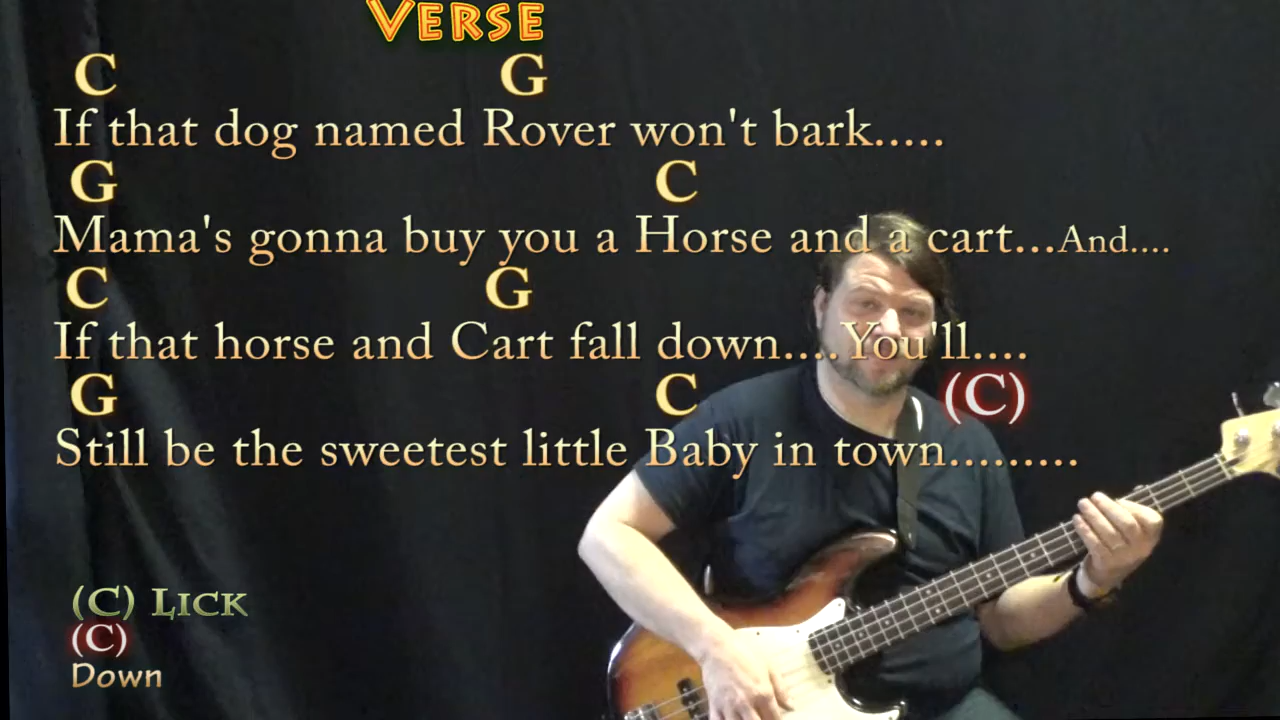 VERSE
C G
If that dog named Rover won't bark.....
G C
Mama's gonna buy you a Horse and a cart...And....
C G
If that horse and Cart fall down....You'll....
G C (C)
Still be the sweetest little Baby in town.........
(C) LICK
(C)
Down